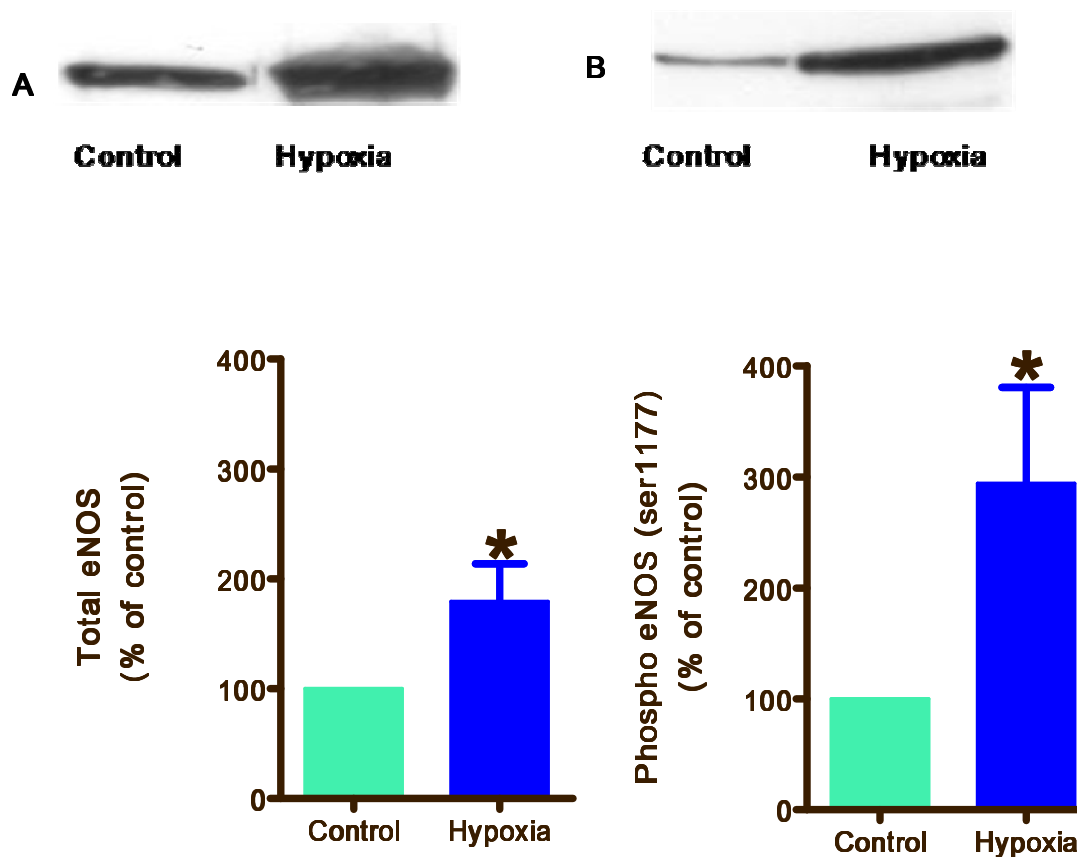 A
Control Hypoxia
B
Control Hypoxia
Total eNOS
(% of control)
400
300
200
100
0
*
Control Hypoxia
Phospho eNOS (ser1177)
(% of control)
400
300
200
100
0
*
Control Hypoxia